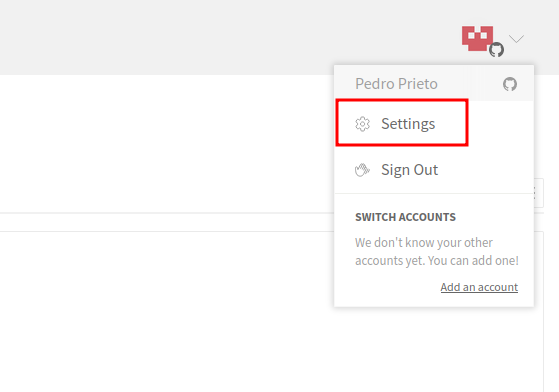 Pedro Prieto
Settings
Sign Out
SWITCH ACCOUNTS
We don't know your other
accounts yet. You can add one!
Add an account